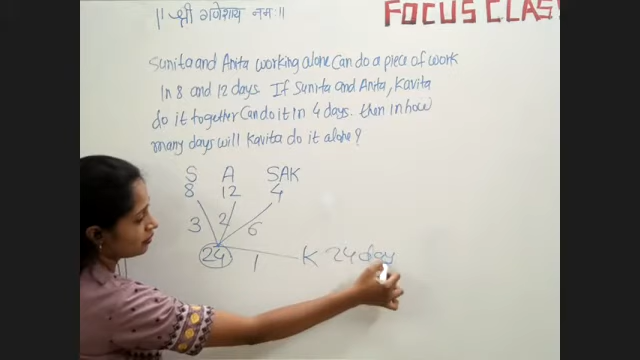 ॥ श्री गणेशाय नमः॥
FOCUS CLAS
Sunita and Anita working alone Can do a piece of work
In 8 and 12 days If Sunita and Anita, Kavita
do it together Can do it in 4 days. then in how
many days will Kavita do it alone?
S A SAK
8 12 4
3 2 6
24 1 K 24 day